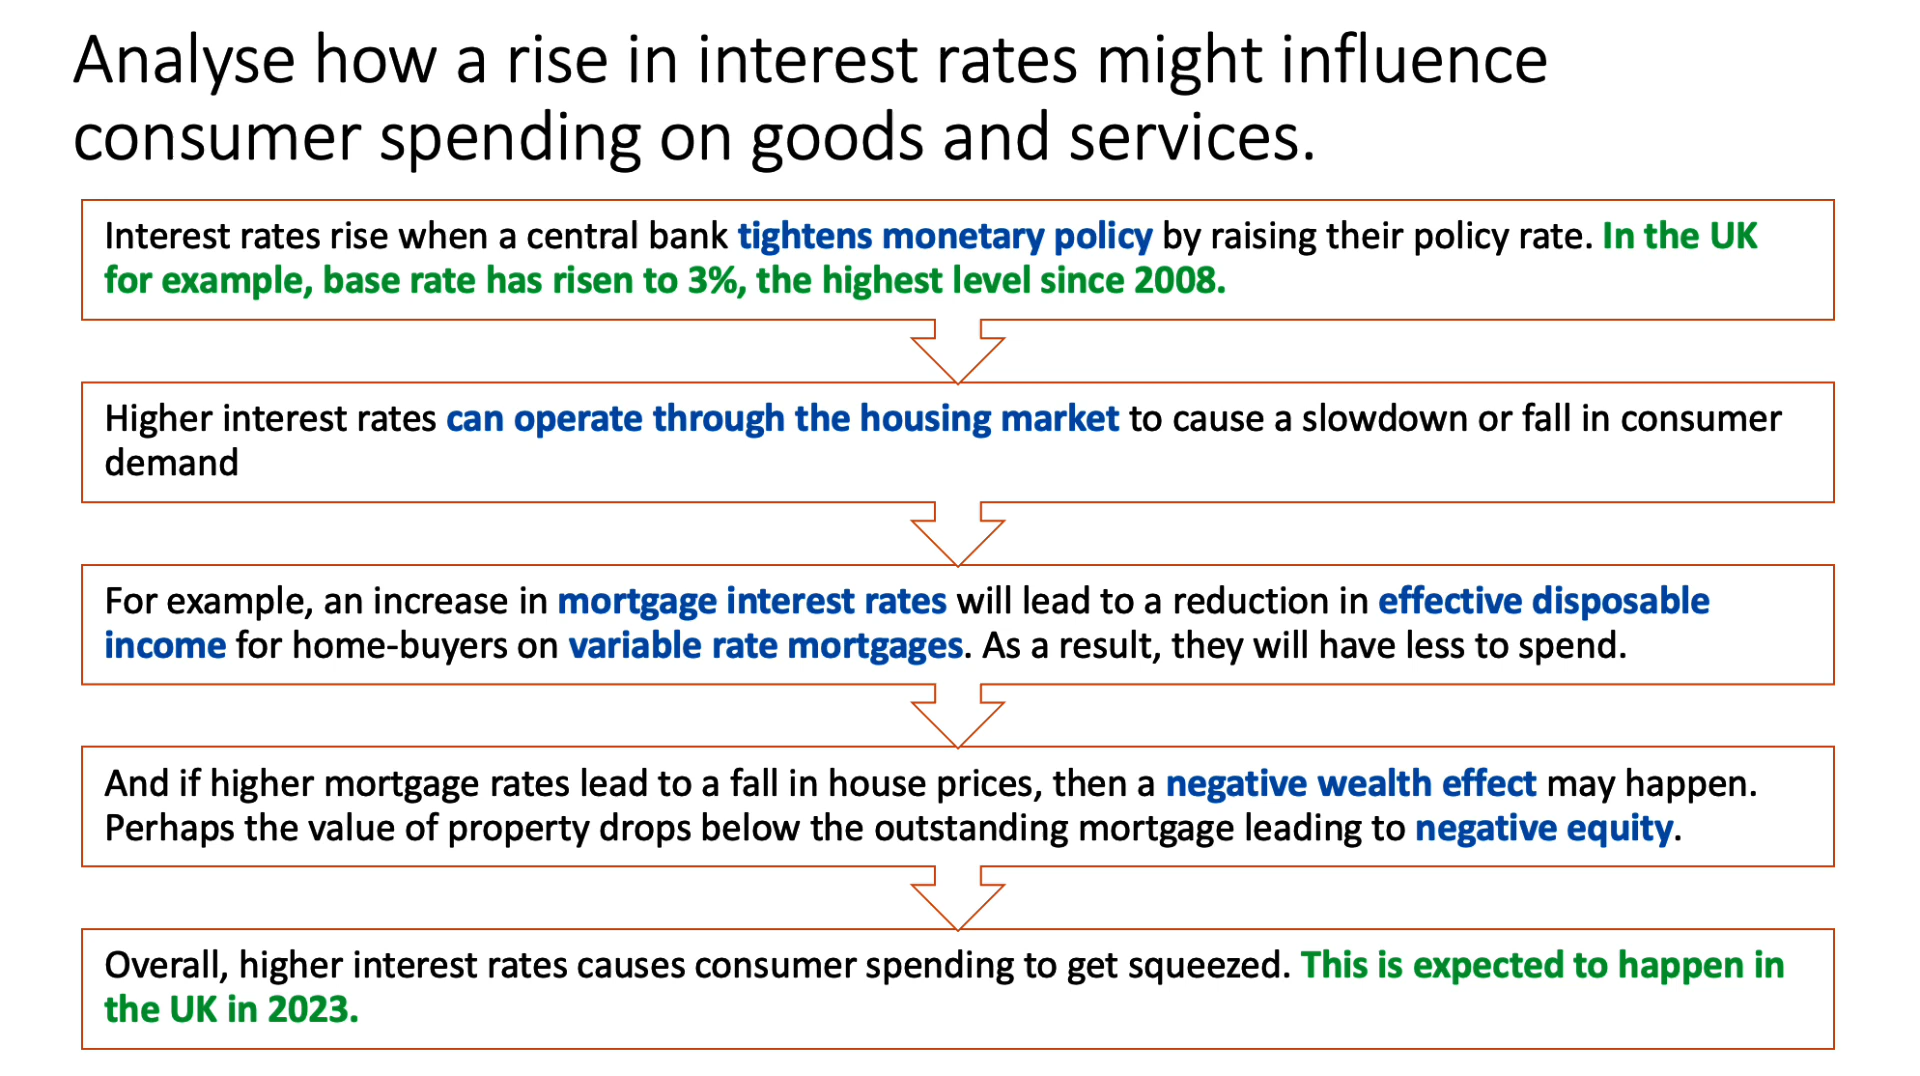 Analyse how a rise in interest rates might influence
consumer spending on goods and services.
Interest rates rise when a central bank tightens monetary policy by raising their policy rate. In the UK
for example, base rate has risen to 3%, the highest level since 2008.
Higher interest rates can operate through the housing market to cause a slowdown or fall in consumer
demand
For example, an increase in mortgage interest rates will lead to a reduction in effective disposable
income for home-buyers on variable rate mortgages. As a result, they will have less to spend.
And if higher mortgage rates lead to a fall in house prices, then a negative wealth effect may happen.
Perhaps the value of property drops below the outstanding mortgage leading to negative equity.
Overall, higher interest rates causes consumer spending to get squeezed. This is expected to happen in
the UK in 2023.